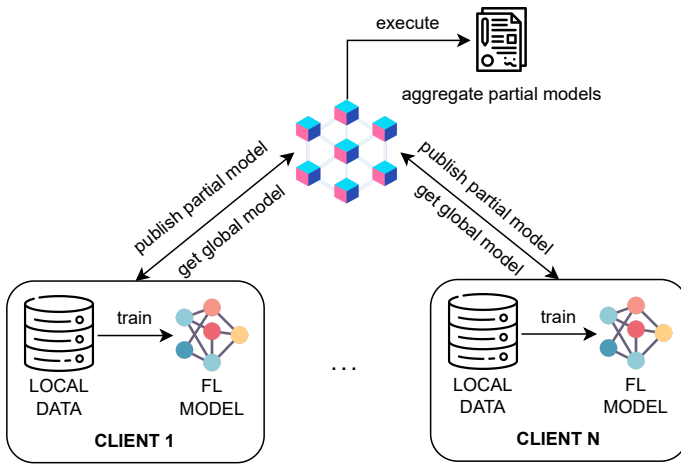 execute
aggregate partial models
publish partial model
get global model
publish partial model
get global model
train
LOCAL
DATA
FL
MODEL
CLIENT 1
...
train
LOCAL
DATA
FL
MODEL
CLIENT N